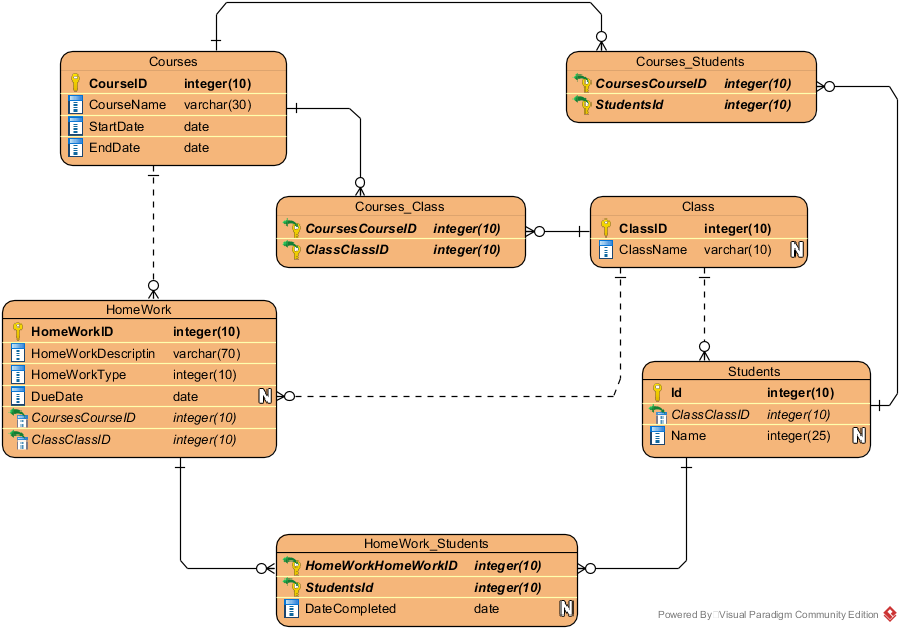 Courses
CourseID integer(10)
CourseName varchar(30)
StartDate date
EndDate date
Courses_Students
CoursesCourseID integer(10)
StudentsId integer(10)
Courses_Class
CoursesCourseID integer(10)
ClassClassID integer(10)
Class
ClassID integer(10)
ClassName varchar(10) N
HomeWork
HomeWorkID integer(10)
HomeWorkDescriptin varchar(70)
HomeWorkType integer(10)
DueDate date N
CoursesCourseID integer(10)
ClassClassID integer(10)
Students
Id integer(10)
ClassClassID integer(10)
Name integer(25) N
HomeWork_Students
HomeWorkHomeWorkID integer(10)
StudentsId integer(10)
DateCompleted date N
Powered By Visual Paradigm Community Edition